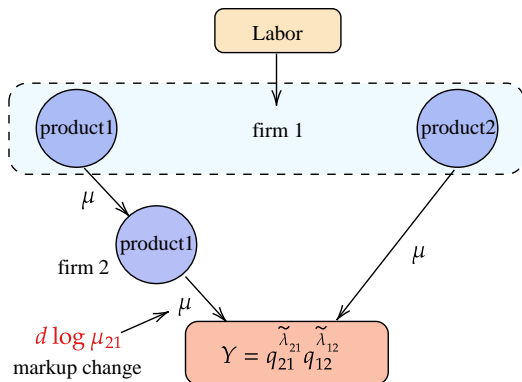 Labor
product1
firm 1
product2
μ
product1
μ
firm 2
μ
d log μ₂₁
markup change
Y = q₂₁^λ̃₂₁ q₁₂^λ̃₁₂